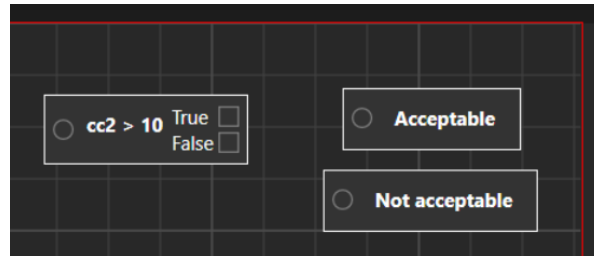 cc2 > 10
True
False
Acceptable
Not acceptable